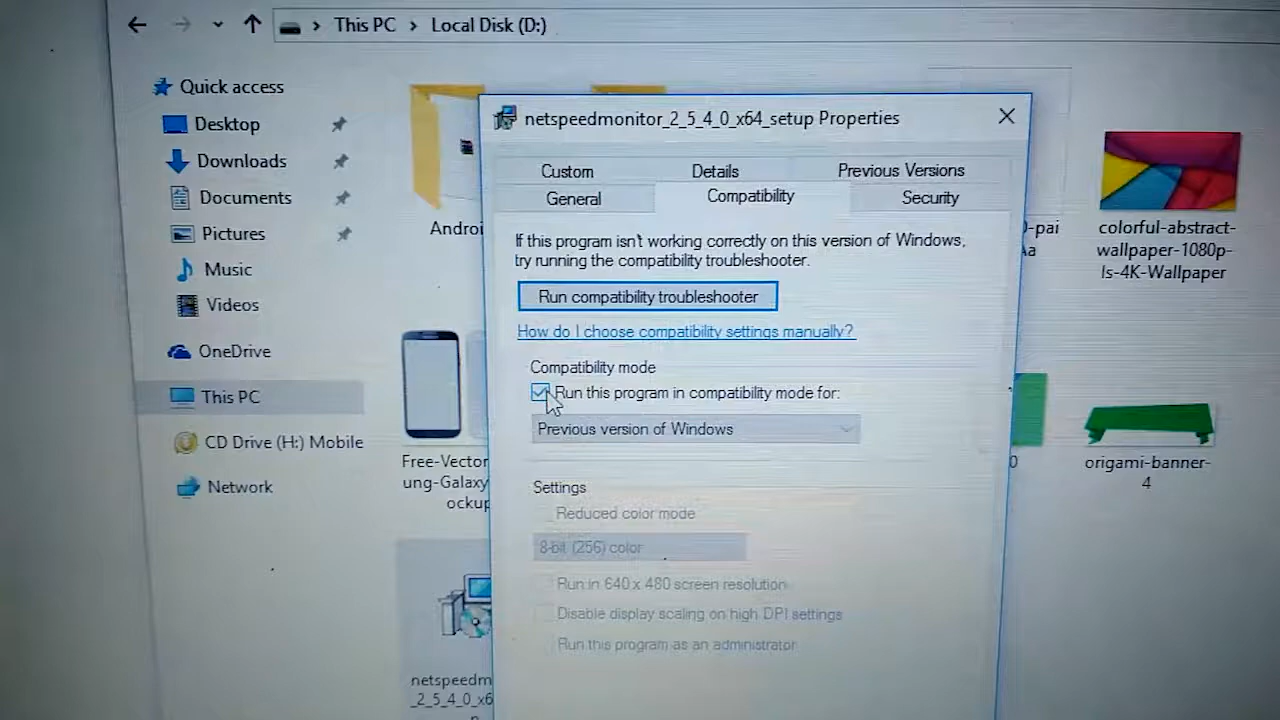 This PC > Local Disk (D:)
Quick access
Desktop
Downloads
Documents
Pictures
Music
Videos
OneDrive
This PC
CD Drive (H:) Mobile
Network
Androi
Free-Vector
ung-Galaxy
ockup
netspeedm
_2_5_4_0_x6
netspeedmonitor_2_5_4_0_x64_setup Properties
Custom
Details
Previous Versions
General
Compatibility
Security
If this program isn't working correctly on this version of Windows,
try running the compatibility troubleshooter.
Run compatibility troubleshooter
How do I choose compatibility settings manually?
Compatibility mode
Run this program in compatibility mode for:
Previous version of Windows
Settings
Reduced color mode
8-bit (256) color
Run in 640 x 480 screen resolution
Disable display scaling on high DPI settings
Run this program as an administrator
-pai
Aa
colorful-abstract-
wallpaper-1080p-
ls-4K-Wallpaper
0
origami-banner-
4